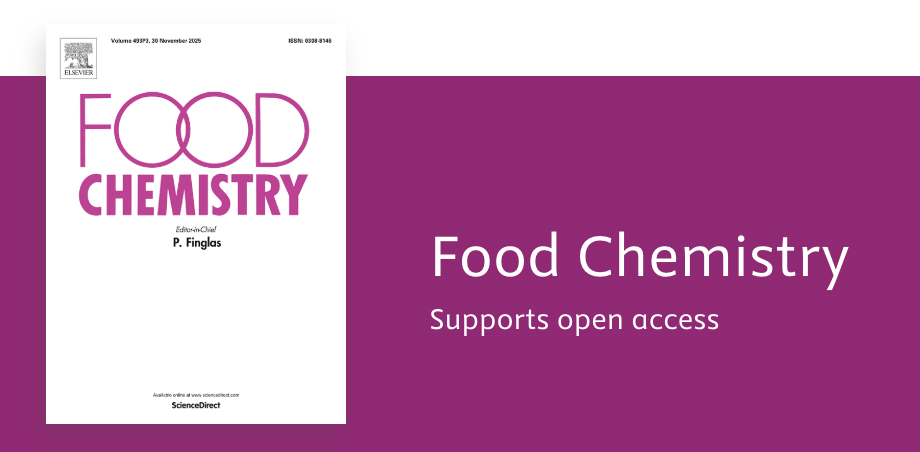 Volume 493P3, 30 November 2025
ISSN: 0308-8146
ELSEVIER
FOOD
CHEMISTRY
Editor-in-Chief
P. Finglas
Available online at www.sciencedirect.com
ScienceDirect
Food Chemistry
Supports open access